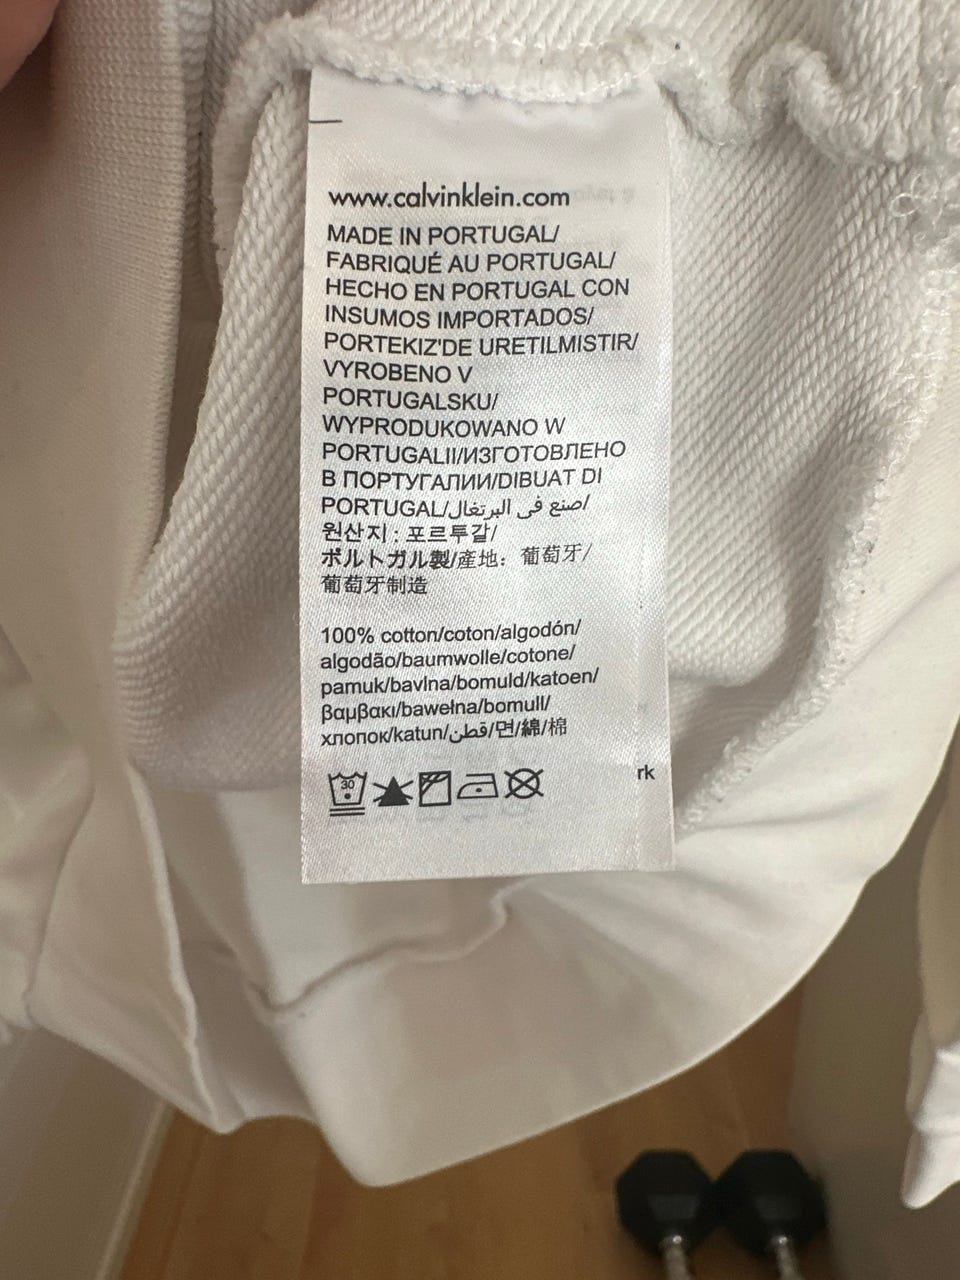 www.calvinklein.com
MADE IN PORTUGAL/
FABRIQUÉ AU PORTUGAL/
HECHO EN PORTUGAL CON
INSUMOS IMPORTADOS/
PORTEKIZ'DE URETILMISTIR/
VYROBENO V
PORTUGALSKU/
WYPRODUKOWANO W
PORTUGALII/ИЗГОТОВЛЕНО
В ПОРТУГАЛИИ/DIBUAT DI
PORTUGAL/صنع في البرتغال/
원산지 : 포르투갈/
ポルトガル製/産地：葡萄牙/
葡萄牙制造
100% cotton/coton/algodón/
algodão/baumwolle/cotone/
pamuk/bavlna/bomuld/katoen/
βαμβακι/bawełna/bomull/
хлопок/katun/قطن/면/綿/棉
30
rk